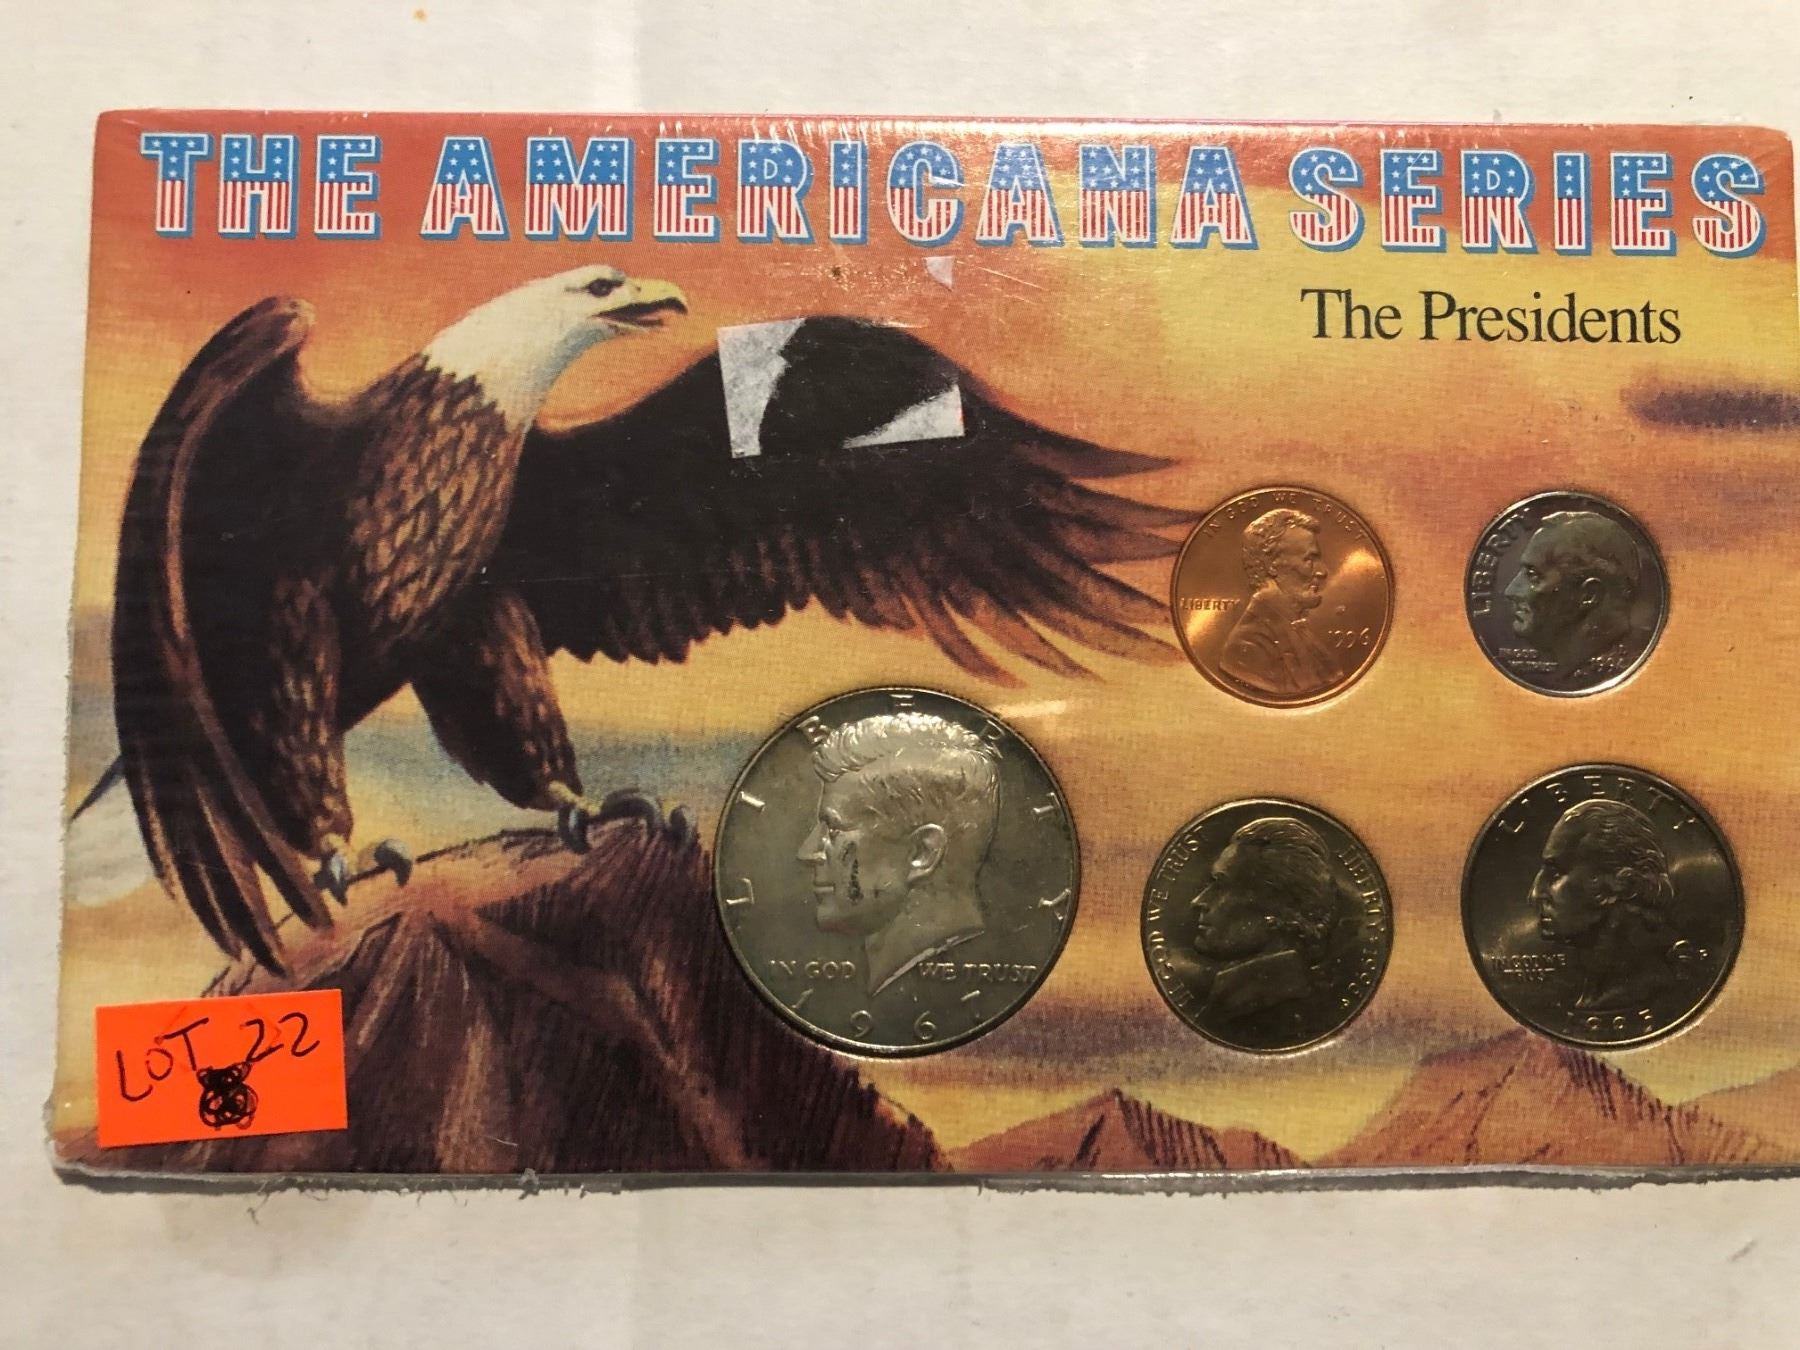 THE AMERICANA SERIES
The Presidents
IN GOD WE TRUST
LIBERTY
1996
LIBERTY
IN GOD
WE TRUST
LIBERTY
IN GOD WE TRUST
1967
IN GOD WE TRUST
LIBERTY
LIBERTY
IN GOD WE
TRUST
P
1995
LOT 22